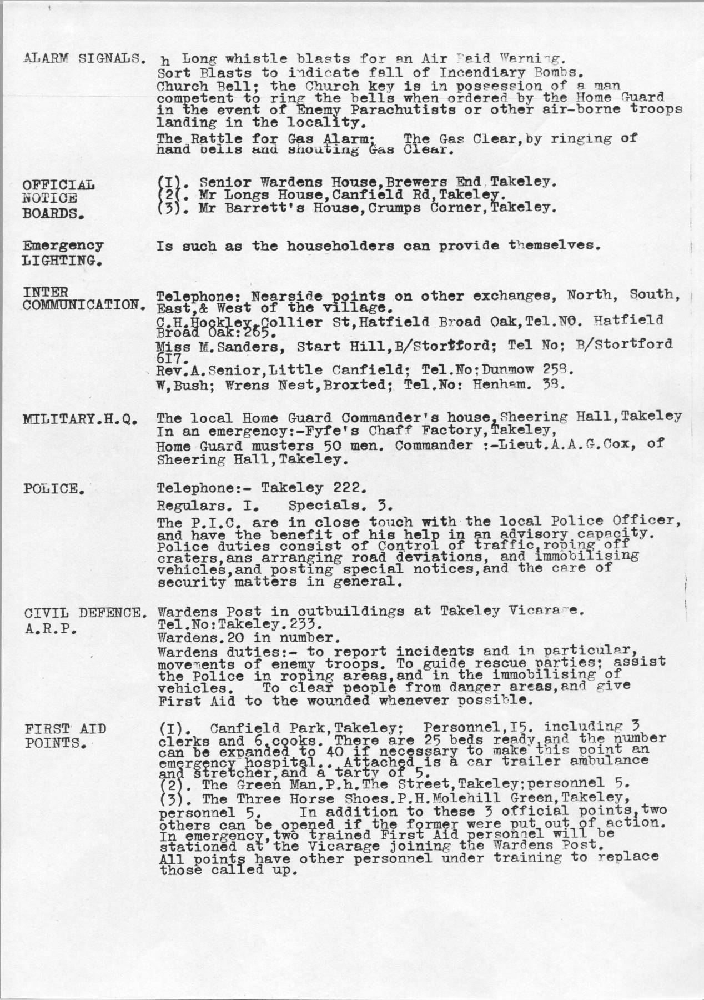 ALARM SIGNALS. h Long whistle blasts for an Air Raid Warning.
Sort Blasts to indicate fall of Incendiary Bombs.
Church Bell; the Church key is in possession of a man
competent to ring the bells when ordered by the Home Guard
in the event of Enemy Parachutists or other air-borne troops
landing in the locality.
The Rattle for Gas Alarm; The Gas Clear,by ringing of
hand bells and shouting Gas Clear.
OFFICIAL NOTICE BOARDS.
(I). Senior Wardens House,Brewers End Takeley.
(2(. Mr Longs House,Canfield Rd,Takeley.
(3). Mr Barrett's House,Crumps Corner,Takeley.
Emergency LIGHTING.
Is such as the householders can provide themselves.
INTER COMMUNICATION.
Telephone: Nearside points on other exchanges, North, South,
East,& West of the village.
C.H.Hockley,Collier St,Hatfield Broad Oak,Tel.NO. Hatfield
Broad Oak:265.
Miss M.Sanders, Start Hill,B/Stortford; Tel No; B/Stortford
6I7.
Rev.A.Senior,Little Canfield; Tel.No;Dunmow 258.
W,Bush; Wrens Nest,Broxted; Tel.No: Henham. 38.
MILITARY.H.Q. The local Home Guard Commander's house,Sheering Hall,Takeley
In an emergency:-Fyfe's Chaff Factory,Takeley,
Home Guard musters 50 men. Commander :-Lieut.A.A.G.Cox, of
Sheering Hall,Takeley.
POLICE. Telephone:- Takeley 222.
Regulars. I. Specials. 3.
The P.I.C. are in close touch with the local Police Officer,
and have the benefit of his help in an advisory capacity.
Police duties consist of Control of traffic,roping off
craters,ans arranging road deviations, and immobilising
vehicles,and posting special notices,and the care of
security matters in general.
CIVIL DEFENCE. A.R.P.
Wardens Post in outbuildings at Takeley Vicarage.
Tel.No:Takeley.233.
Wardens.20 in number.
Wardens duties:- to report incidents and in particular,
movements of enemy troops. To guide rescue parties; assist
the Police in roping areas,and in the immobilising of
vehicles. To clear people from danger areas,and give
First Aid to the wounded whenever possible.
FIRST AID POINTS.
(I). Canfield Park,Takeley; Personnel,I5. including 3
clerks and 6,cooks. There are 25 beds ready,and the number
can be expanded to 40 if necessary to make this point an
emergency hospital.. Attached is a car trailer ambulance
and stretcher,and a tarty of 5.
(2). The Green Man.P.h.The Street,Takeley;personnel 5.
(3). The Three Horse Shoes.P.H.Molehill Green,Takeley,
personnel 5. In addition to these 3 official points,two
others can be opened if the former were put out of action.
In emergency,two trained First Aid personnel will be
stationed at the Vicarage joining the Wardens Post.
All points have other personnel under training to replace
those called up.